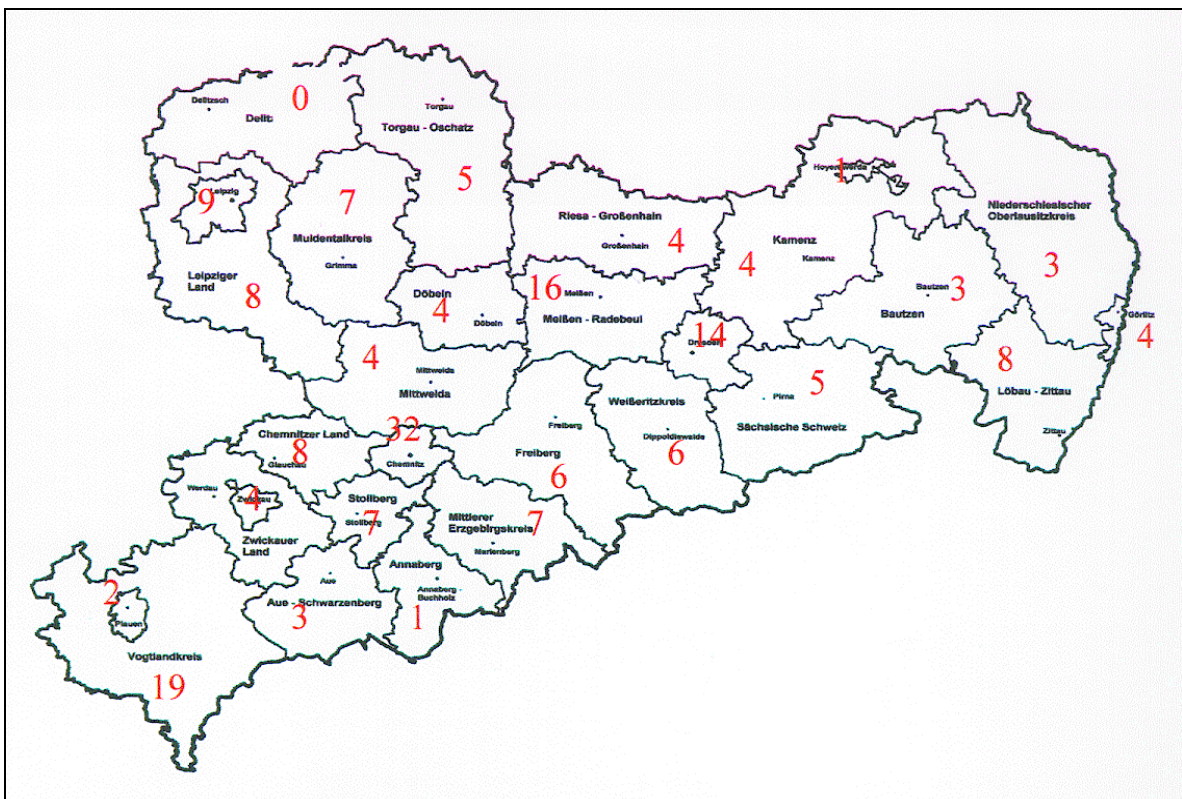 Delitzsch
0
Delit
Torgau
Torgau - Oschatz
5
Leipzig
9
7
Muldentalkreis
Grimma
Leipziger
Land
8
Riesa - Großenhain
Großenhain
4
Hoyerswerda
1
Kamenz
Kamenz
4
Niederschlesischer
Oberlausitzkreis
3
Bautzen
3
Bautzen
Görlitz
4
Döbeln
4
Döbeln
16
Meißen
Meißen - Radebeul
14
Dresden
8
Löbau - Zittau
Zittau
4
Mittweida
Mittweida
Weißeritzkreis
Dippoldiswalde
6
5
Pirna
Sächsische Schweiz
Chemnitzer Land
8
Glauchau
32
Chemnitz
Freiberg
Freiberg
6
Werdau
4
Zwickau
Zwickauer
Land
Stollberg
Stollberg
7
Mittlerer
Erzgebirgskreis
7
Marienberg
Annaberg
Annaberg -
Buchholz
1
Aue
Aue - Schwarzenberg
3
2
Plauen
Vogtlandkreis
19